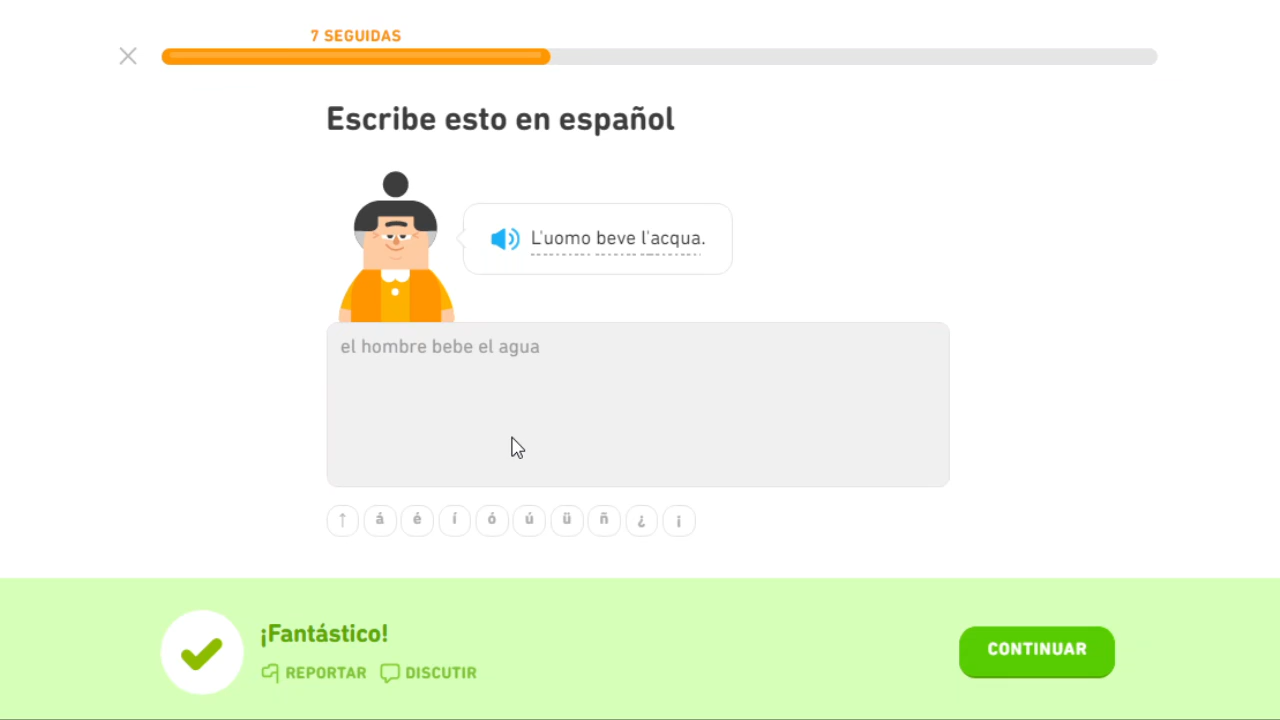 7 SEGUIDAS
Escribe esto en español
L'uomo beve l'acqua.
el hombre bebe el agua
↑ á é í ó ú ü ñ ¿ ¡
¡Fantástico!
REPORTAR DISCUTIR
CONTINUAR